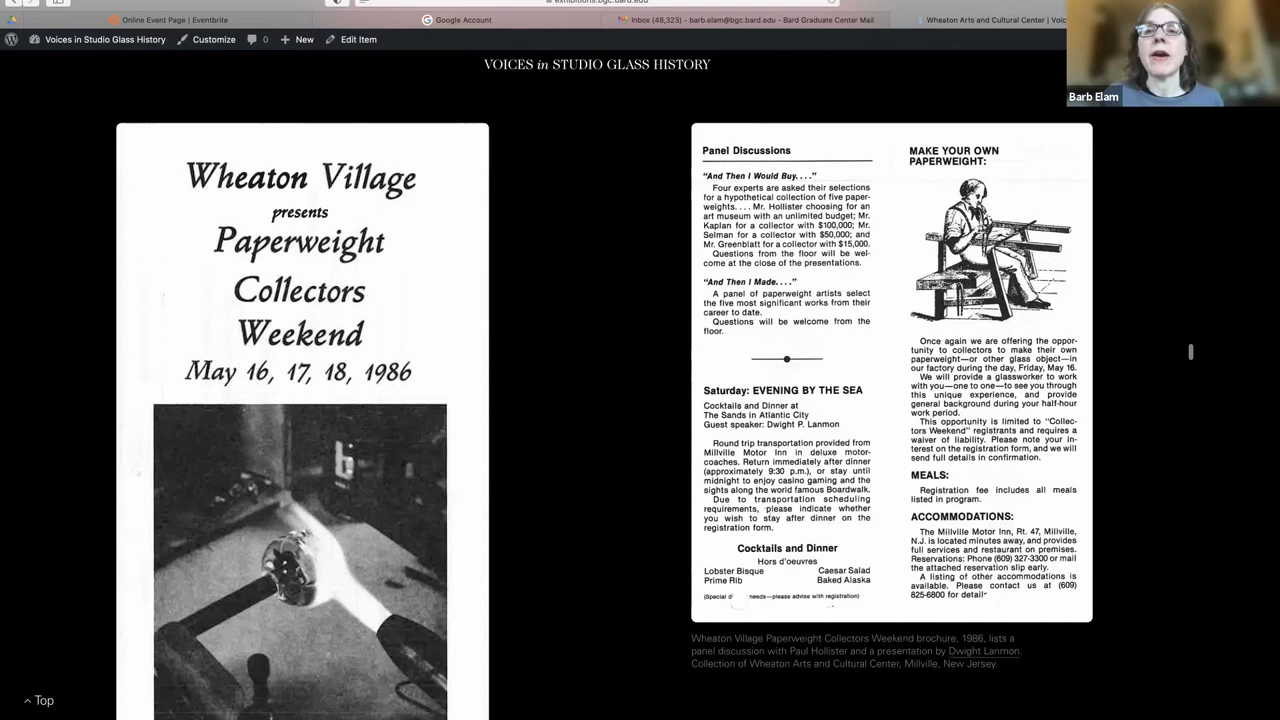 exhibitions.bgc.bard.edu
Online Event Page | Eventbrite
Google Account
Inbox (48,323) - barb.elam@bgc.bard.edu - Bard Graduate Center Mail
Wheaton Arts and Cultural Center | Voic
Voices in Studio Glass History
Customize
0
New
Edit Item
VOICES in STUDIO GLASS HISTORY
Barb Elam
Wheaton Village
presents
Paperweight
Collectors
Weekend
May 16, 17, 18, 1986
Panel Discussions
"And Then I Would Buy. . . ."
Four experts are asked their selections
for a hypothetical collection of five paper-
weights. . . . Mr. Hollister choosing for an
art museum with an unlimited budget; Mr.
Kaplan for a collector with $100,000; Mr.
Selman for a collector with $50,000; and
Mr. Greenblatt for a collector with $15,000.
Questions from the floor will be wel-
come at the close of the presentations.
"And Then I Made. . . ."
A panel of paperweight artists select
the five most significant works from their
career to date.
Questions will be welcome from the
floor.
Saturday: EVENING BY THE SEA
Cocktails and Dinner at
The Sands in Atlantic City
Guest speaker: Dwight P. Lanmon
Round trip transportation provided from
Millville Motor Inn in deluxe motor-
coaches. Return immediately after dinner
(approximately 9:30 p.m.), or stay until
midnight to enjoy casino gaming and the
sights along the world famous Boardwalk.
Due to transportation scheduling
requirements, please indicate whether
you wish to stay after dinner on the
registration form.
Cocktails and Dinner
Hors d'oeuvres
Lobster Bisque Caesar Salad
Prime Rib Baked Alaska
(Special needs—please advise with registration)
MAKE YOUR OWN
PAPERWEIGHT:
Once again we are offering the oppor-
tunity to collectors to make their own
paperweight—or other glass object—in
our factory during the day, Friday, May 16.
We will provide a glassworker to work
with you—one to one—to see you through
this unique experience, and provide
general background during your half-hour
work period.
This opportunity is limited to "Collec-
tors Weekend" registrants and requires a
waiver of liability. Please note your in-
terest on the registration form, and we will
send full details in confirmation.
MEALS:
Registration fee includes all meals
listed in program.
ACCOMMODATIONS:
The Millville Motor Inn, Rt. 47, Millville,
N.J. is located minutes away, and provides
full services and restaurant on premises.
Reservations: Phone (609) 327-3300 or mail
the attached reservation slip early.
A listing of other accommodations is
available. Please contact us at (609)
825-6800 for detail
Wheaton Village Paperweight Collectors Weekend brochure, 1986, lists a
panel discussion with Paul Hollister and a presentation by Dwight Lanmon.
Collection of Wheaton Arts and Cultural Center, Millville, New Jersey.
Top